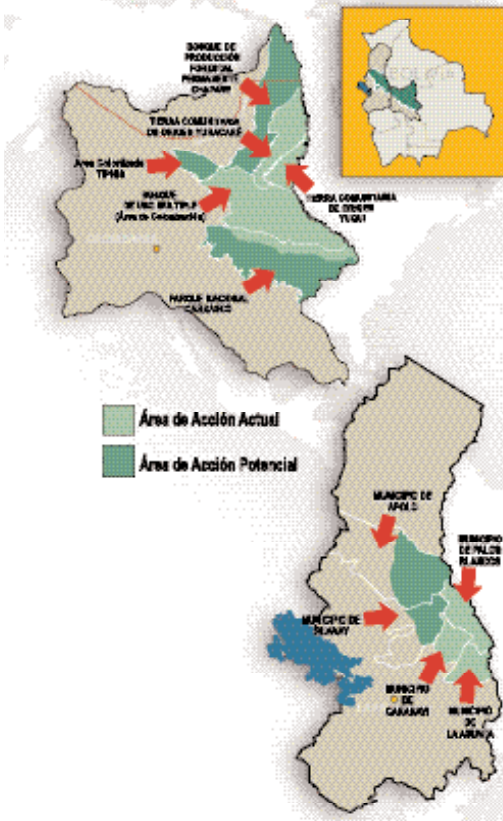 BOSQUE DE
PRODUCCIÓN
FORESTAL
PERMANENTE
CHAPARE
TIERRA COMUNITARIA
DE ORIGEN YURACARÉ
Área Colonizada
TIPNIS
PARQUE
DE USO MÚLTIPLE
(Área de Colonización)
TIERRA COMUNITARIA
DE ORIGEN
YUQUI
PARQUE NACIONAL
CARRASCO
Área de Acción Actual
Área de Acción Potencial
MUNICIPIO DE
APOLO
MUNICIPIO
DE PALOS
BLANCOS
MUNICIPIO DE
MUNICIPIO
DE
CARANAVI
MUNICIPIO
DE
LA ASUNTA